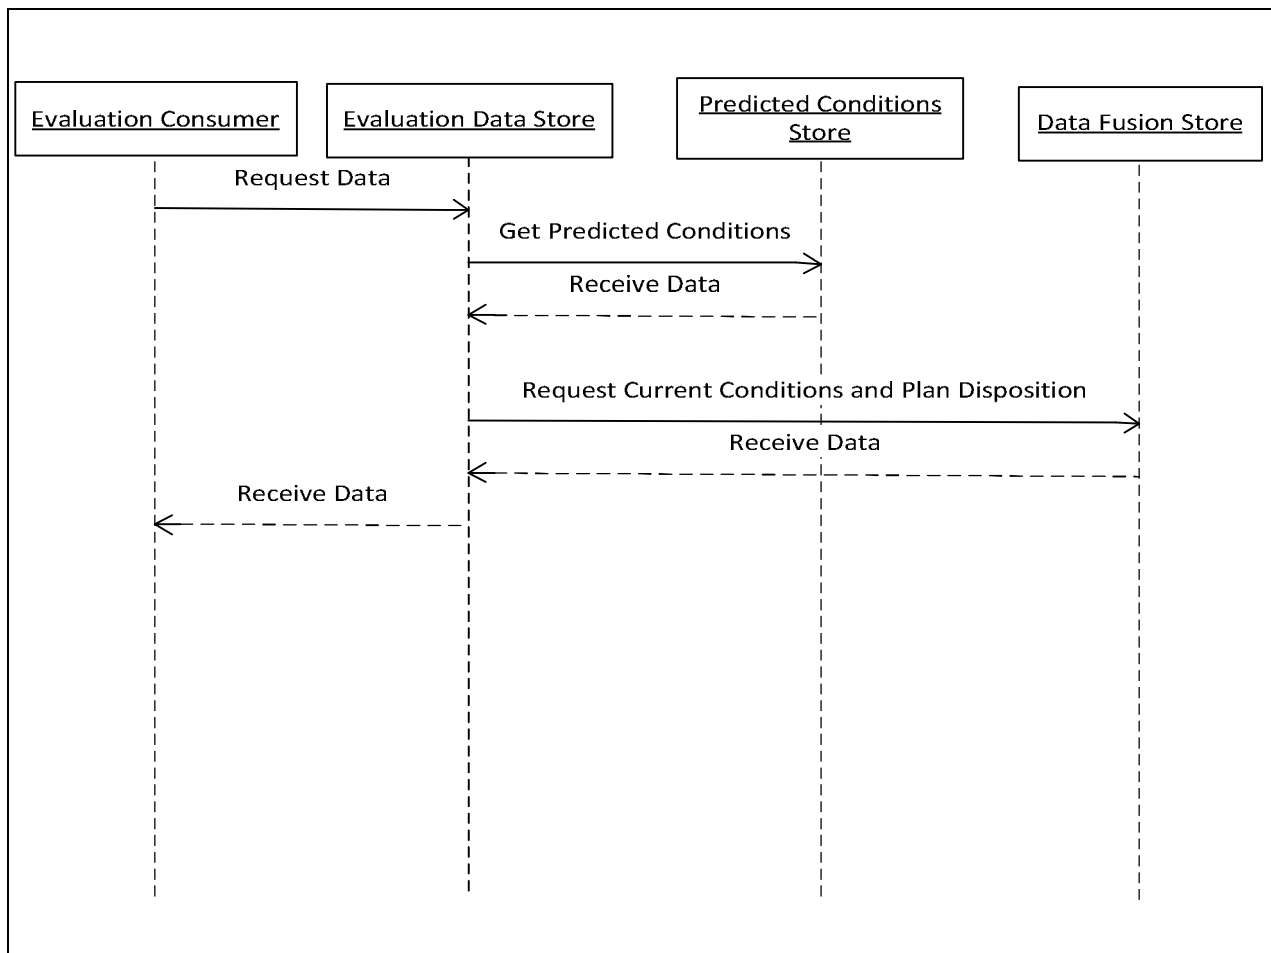 Evaluation Consumer
Evaluation Data Store
Predicted Conditions
Store
Data Fusion Store
Request Data
Get Predicted Conditions
Receive Data
Request Current Conditions and Plan Disposition
Receive Data
Receive Data